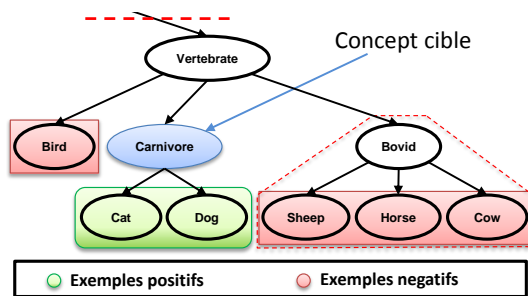 Concept cible
Vertebrate
Bird
Carnivore
Bovid
Cat
Dog
Sheep
Horse
Cow
Exemples positifs
Exemples negatifs